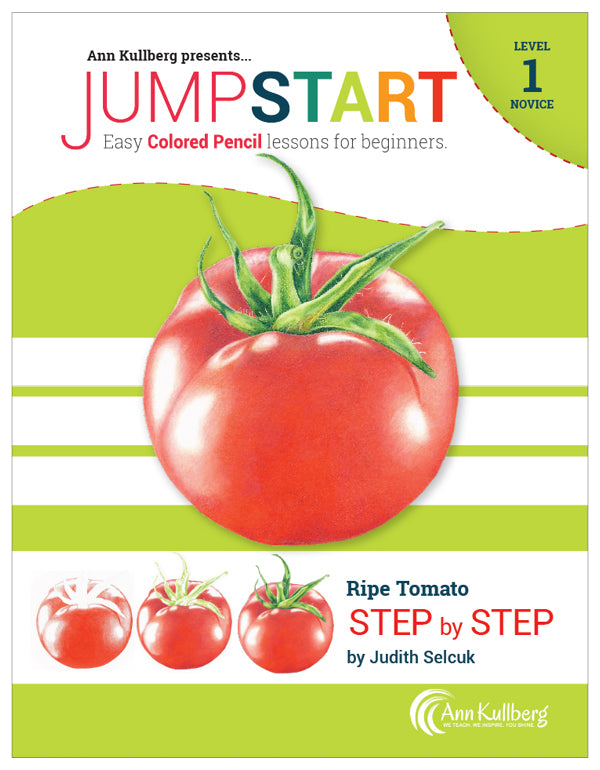 Ann Kullberg presents...
JUMPSTART
Easy Colored Pencil lessons for beginners.
LEVEL
1
NOVICE
Ripe Tomato
STEP by STEP
by Judith Selcuk
Ann Kullberg
WE TEACH. WE INSPIRE. YOU SHINE.